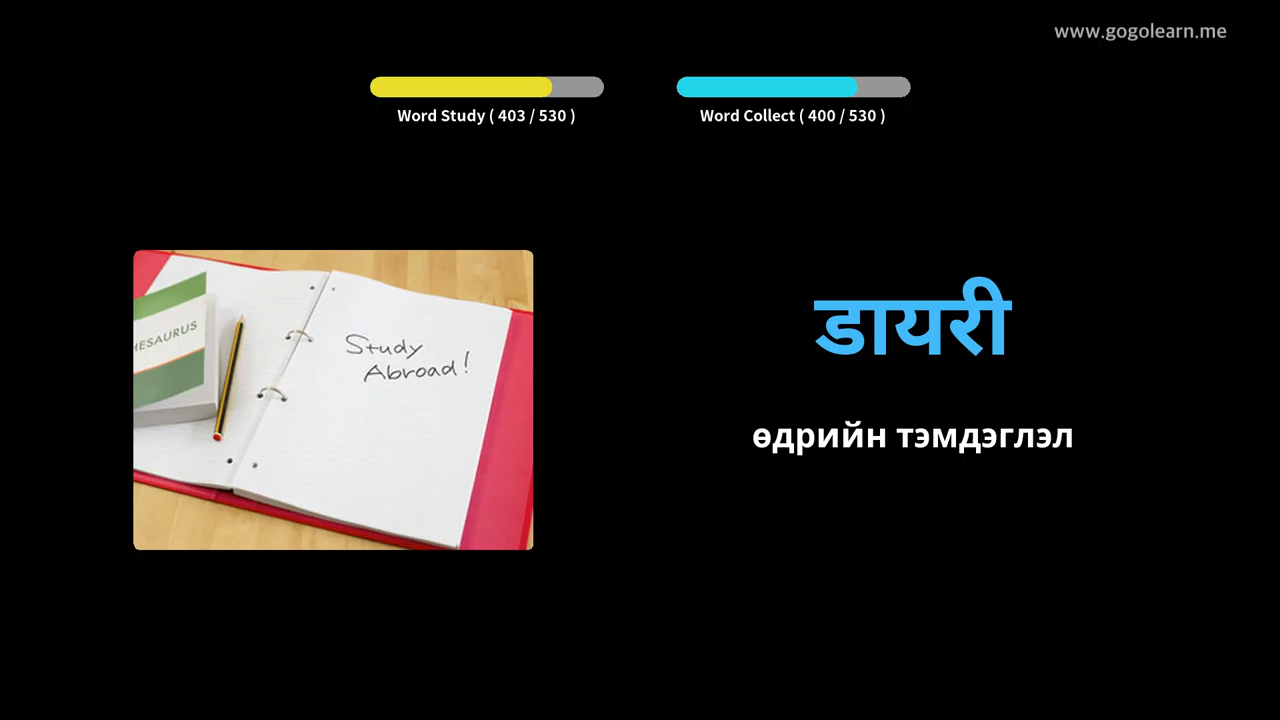 www.gogolearn.me
Word Study ( 403 / 530 )
Word Collect ( 400 / 530 )
HESAURUS
Study
Abroad!
डायरी
өдрийн тэмдэглэл